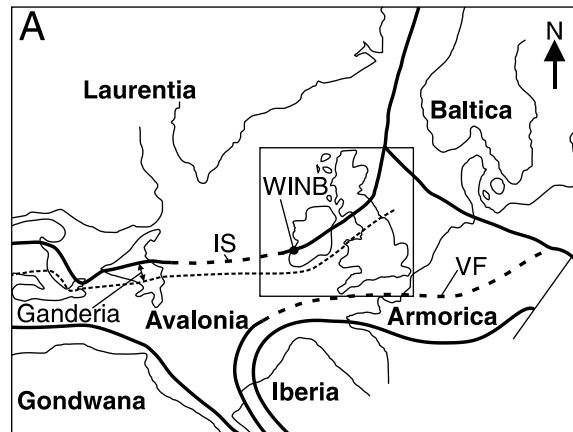 A
N
Laurentia
Baltica
WINB
IS
VF
Ganderia
Avalonia
Armorica
Iberia
Gondwana